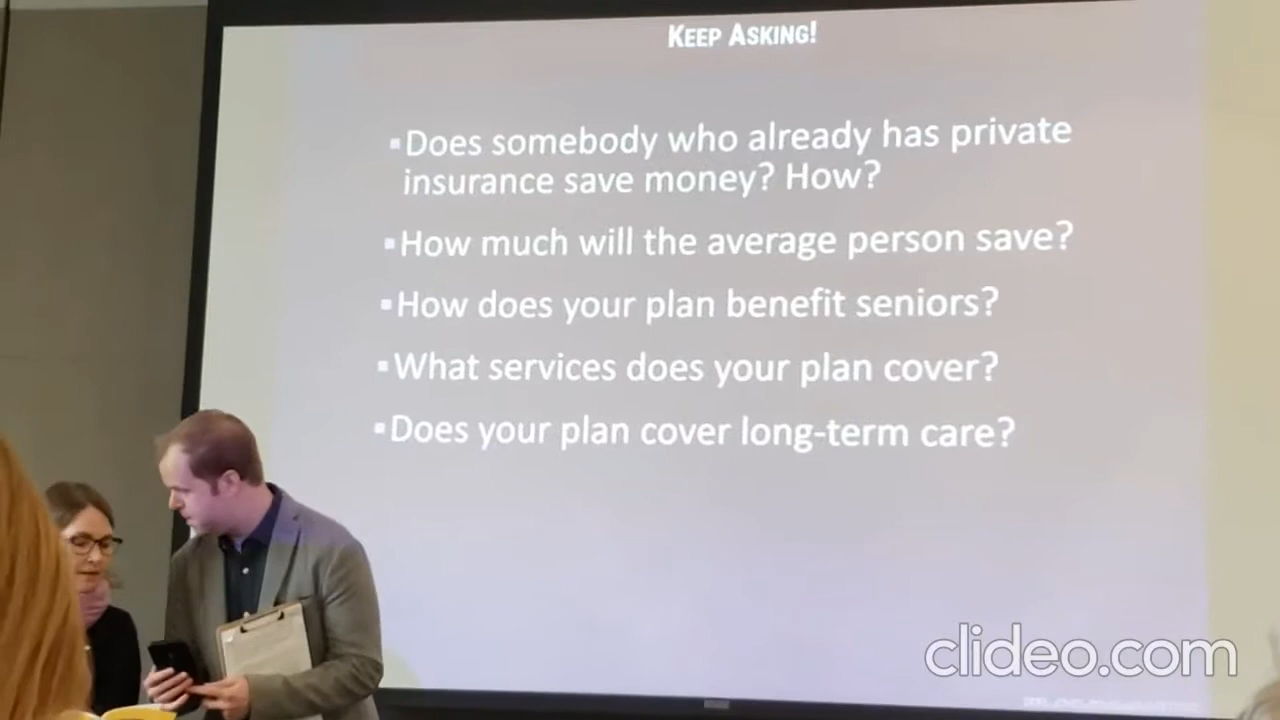 KEEP ASKING!
▪Does somebody who already has private
insurance save money? How?
▪How much will the average person save?
▪How does your plan benefit seniors?
▪What services does your plan cover?
▪Does your plan cover long-term care?
clideo.com